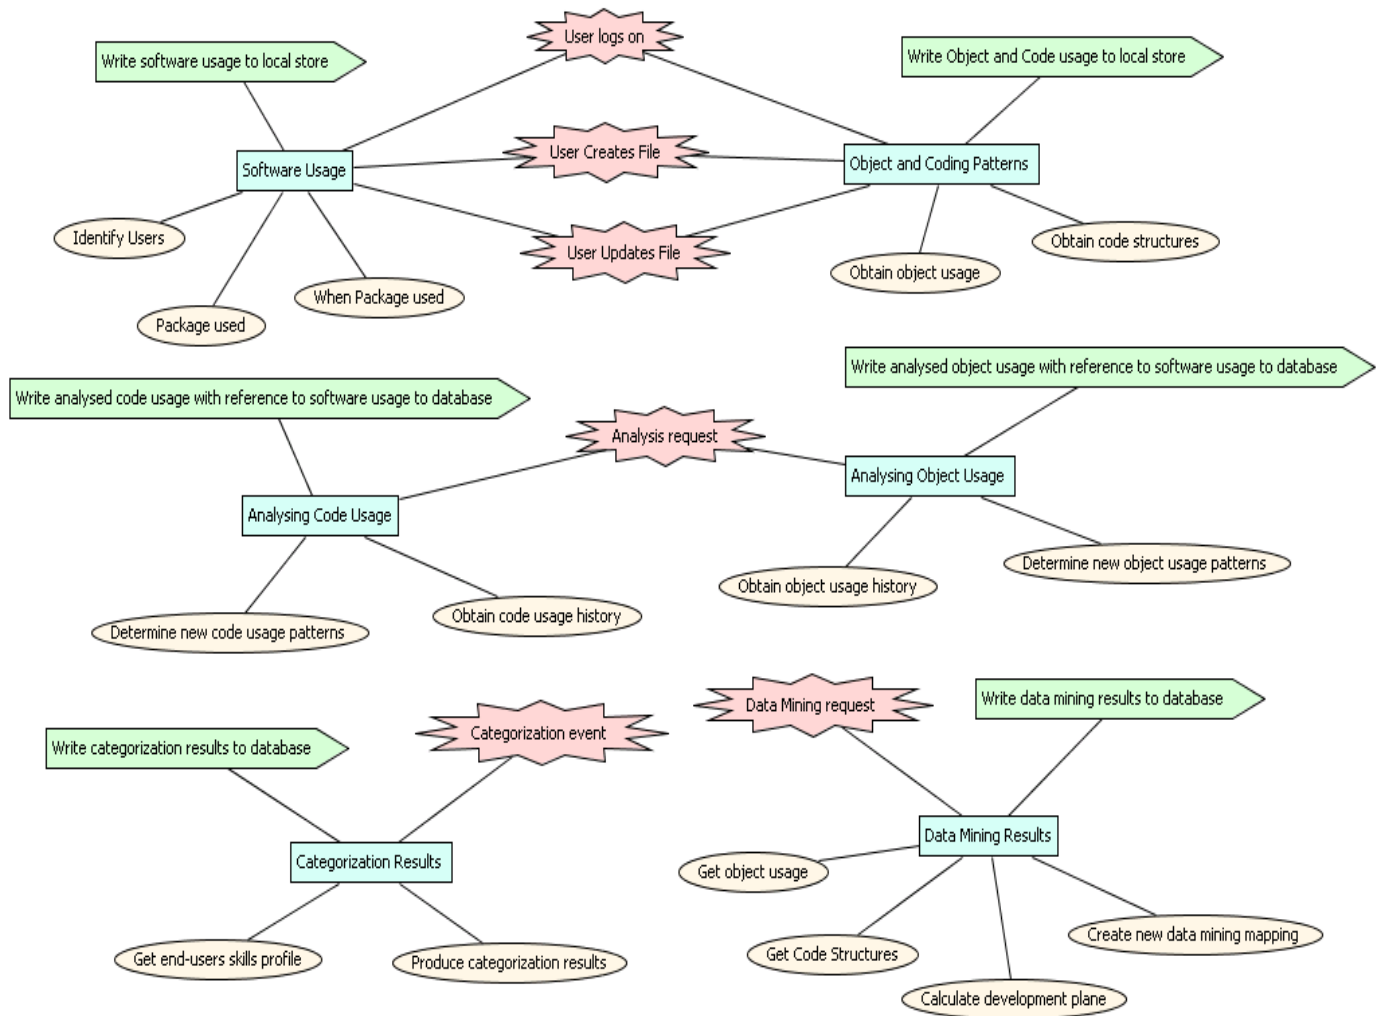 User logs on
Write software usage to local store
Write Object and Code usage to local store
User Creates File
Software Usage
Object and Coding Patterns
Identify Users
User Updates File
Obtain code structures
Obtain object usage
When Package used
Package used
Write analysed object usage with reference to software usage to database
Write analysed code usage with reference to software usage to database
Analysis request
Analysing Object Usage
Analysing Code Usage
Determine new object usage patterns
Obtain object usage history
Obtain code usage history
Determine new code usage patterns
Data Mining request
Write data mining results to database
Categorization event
Write categorization results to database
Data Mining Results
Categorization Results
Get object usage
Create new data mining mapping
Get Code Structures
Get end-users skills profile
Produce categorization results
Calculate development plane